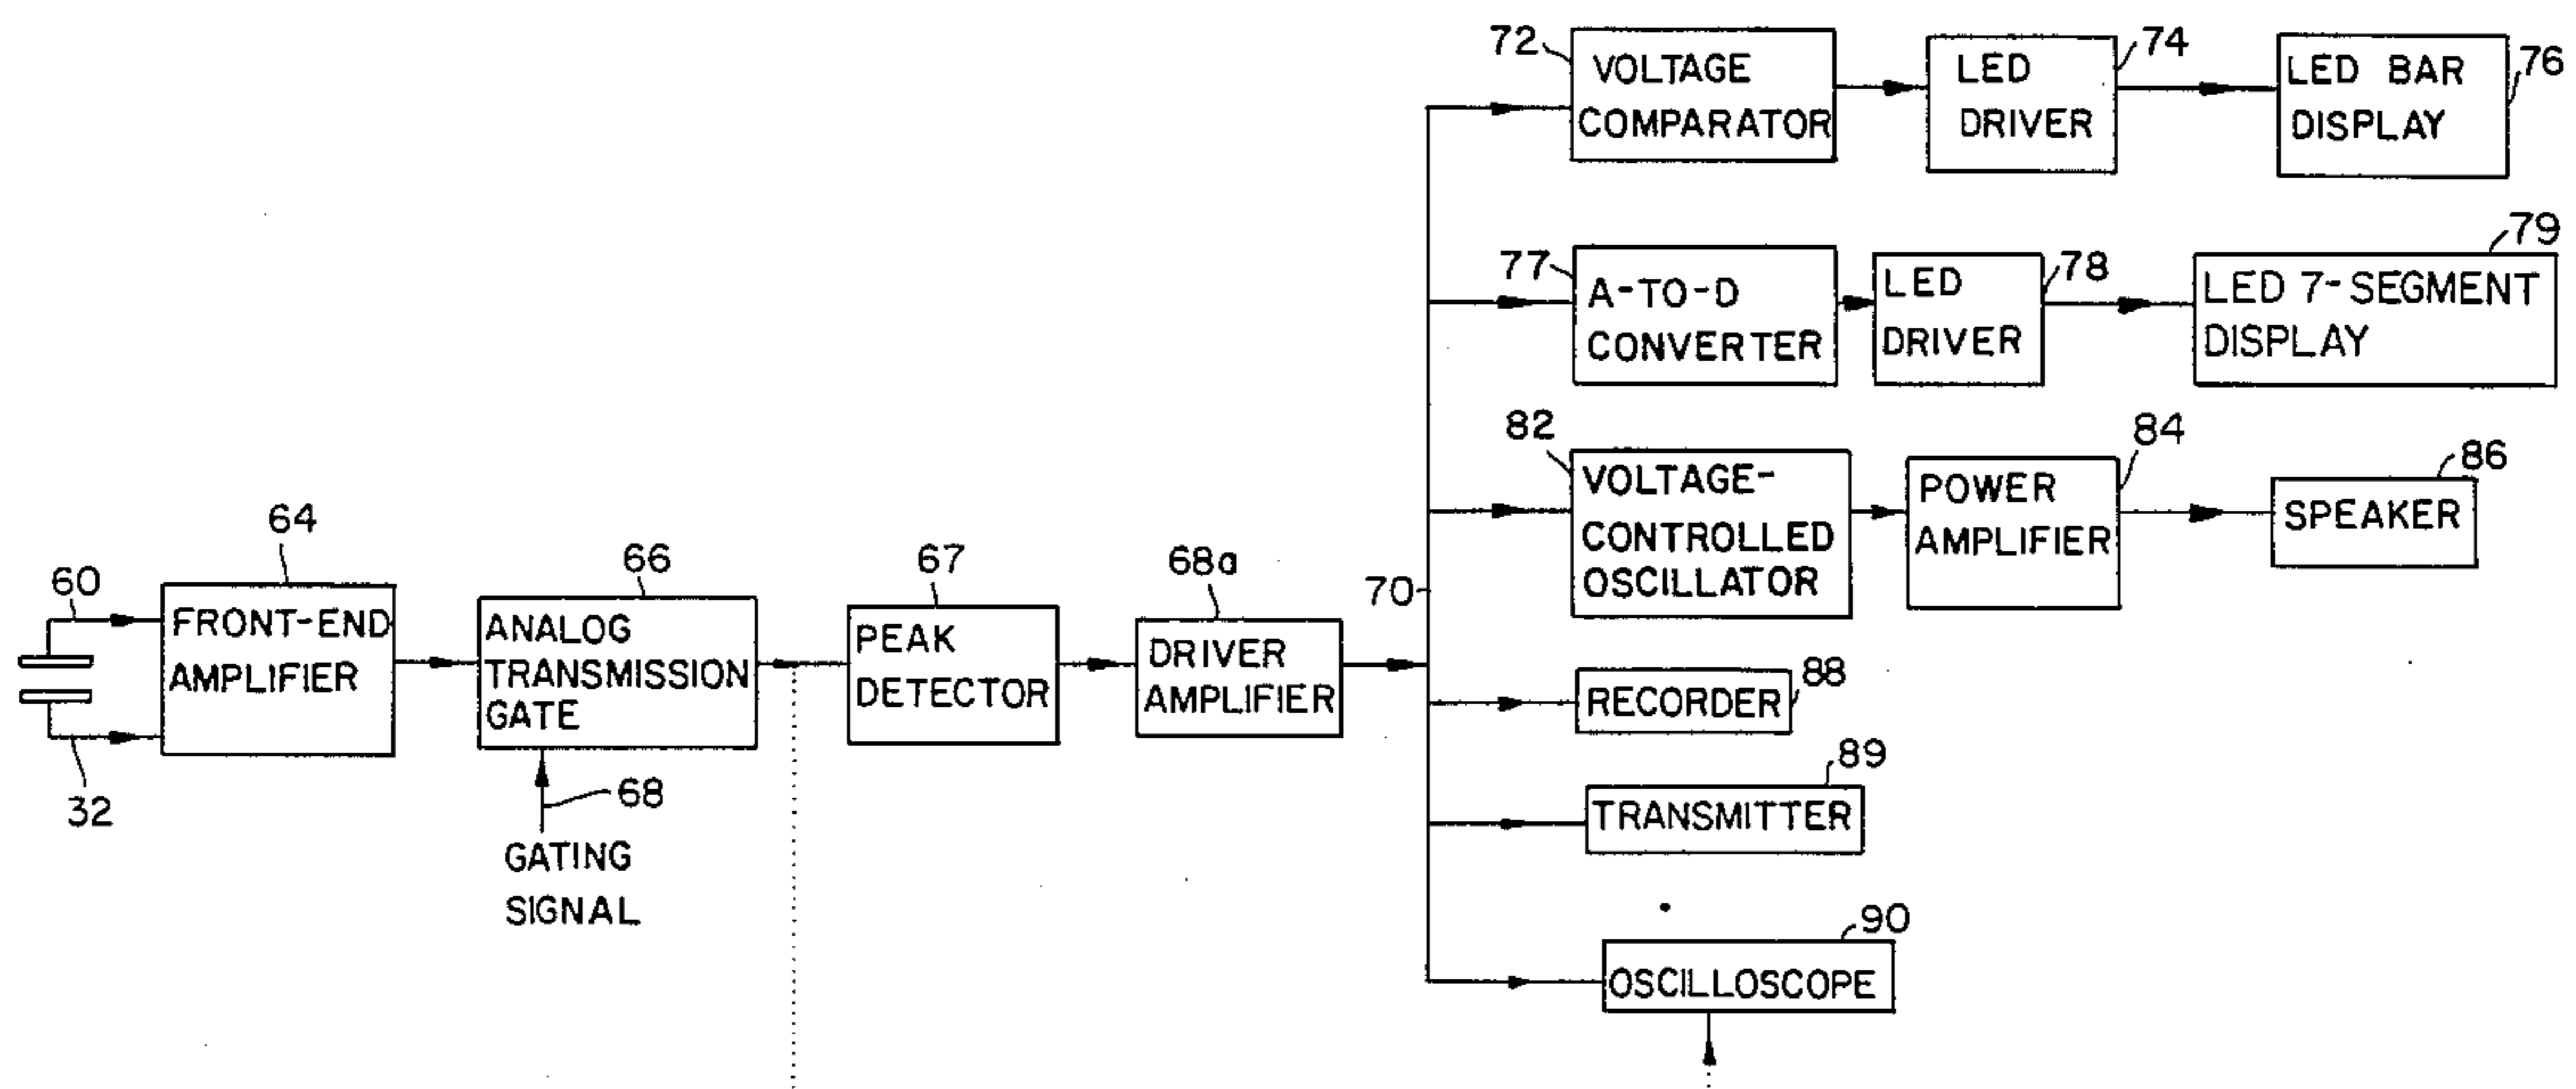 72
VOLTAGE
COMPARATOR
LED
DRIVER
74
LED BAR
DISPLAY
76
77
A-TO-D
CONVERTER
LED
DRIVER
78
LED 7-SEGMENT
DISPLAY
79
82
VOLTAGE-
CONTROLLED
OSCILLATOR
POWER
AMPLIFIER
84
SPEAKER
86
60
32
64
FRONT-END
AMPLIFIER
66
ANALOG
TRANSMISSION
GATE
68
GATING
SIGNAL
67
PEAK
DETECTOR
68a
DRIVER
AMPLIFIER
70
RECORDER
88
TRANSMITTER
89
OSCILLOSCOPE
90